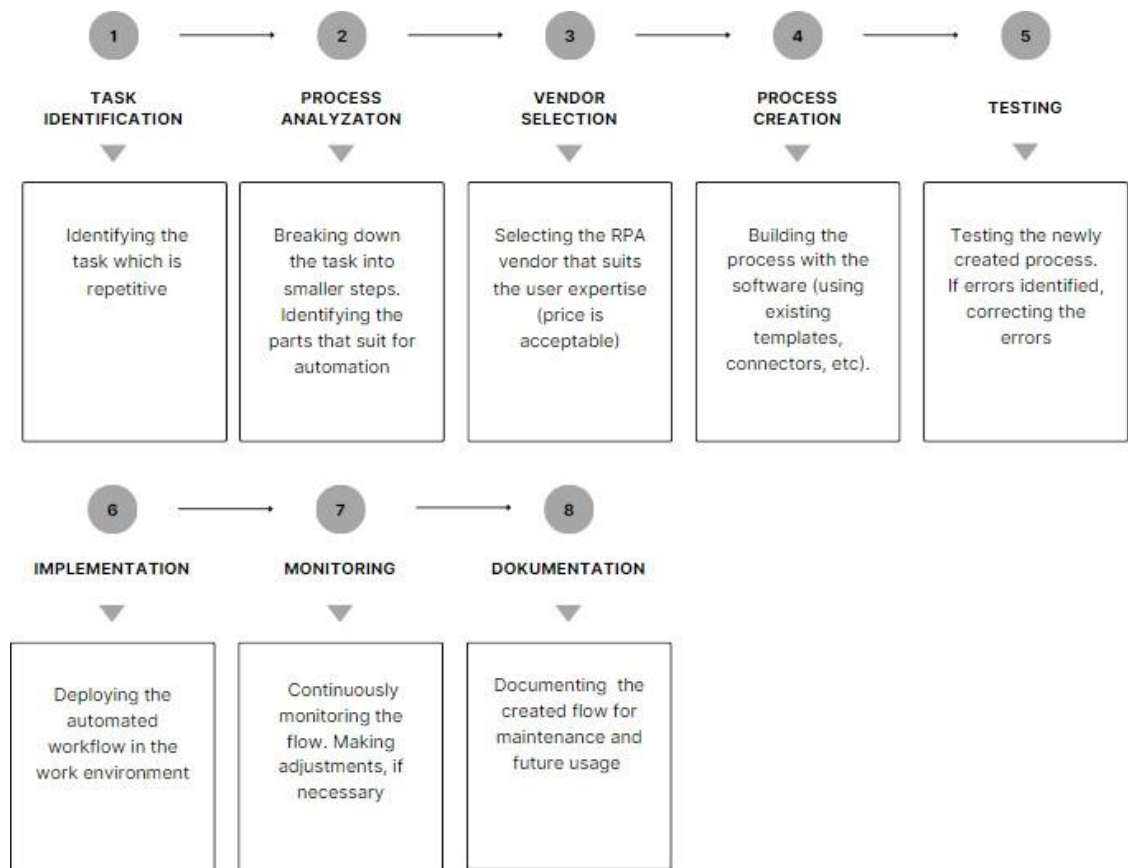 1
2
3
4
5
TASK
IDENTIFICATION
PROCESS
ANALYZATON
VENDOR
SELECTION
PROCESS
CREATION
TESTING
Identifying the
task which is
repetitive
Breaking down
the task into
smaller steps.
Identifying the
parts that suit for
automation
Selecting the RPA
vendor that suits
the user expertise
(price is
acceptable)
Building the
process with the
software (using
existing
templates,
connectors, etc).
Testing the newly
created process.
If errors identified,
correcting the
errors
6
7
8
IMPLEMENTATION
MONITORING
DOKUMENTATION
Deploying the
automated
workflow in the
work environment
Continuously
monitoring the
flow. Making
adjustments, if
necessary
Documenting the
created flow for
maintenance and
future usage